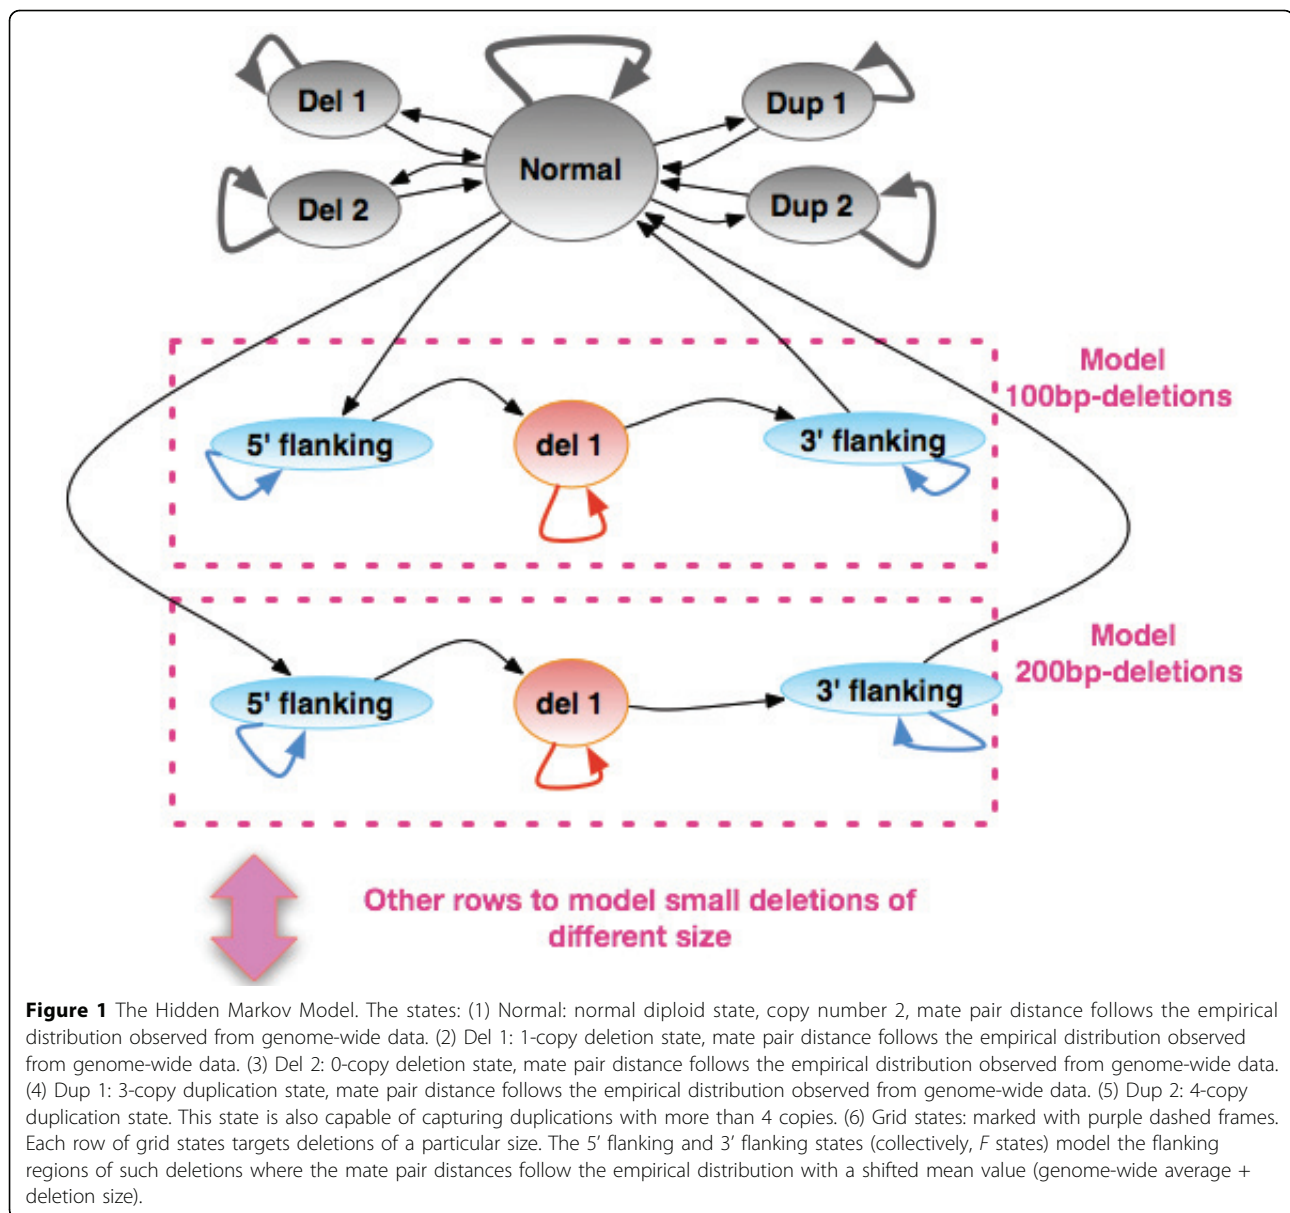 Del 1
Dup 1
Normal
Del 2
Dup 2
Model
100bp-deletions
5' flanking
del 1
3' flanking
Model
200bp-deletions
5' flanking
del 1
3' flanking
Other rows to model small deletions of
different size
Figure 1 The Hidden Markov Model. The states: (1) Normal: normal diploid state, copy number 2, mate pair distance follows the empirical
distribution observed from genome-wide data. (2) Del 1: 1-copy deletion state, mate pair distance follows the empirical distribution observed
from genome-wide data. (3) Del 2: 0-copy deletion state, mate pair distance follows the empirical distribution observed from genome-wide data.
(4) Dup 1: 3-copy duplication state, mate pair distance follows the empirical distribution observed from genome-wide data. (5) Dup 2: 4-copy
duplication state. This state is also capable of capturing duplications with more than 4 copies. (6) Grid states: marked with purple dashed frames.
Each row of grid states targets deletions of a particular size. The 5’ flanking and 3’ flanking states (collectively, F states) model the flanking
regions of such deletions where the mate pair distances follow the empirical distribution with a shifted mean value (genome-wide average +
deletion size).